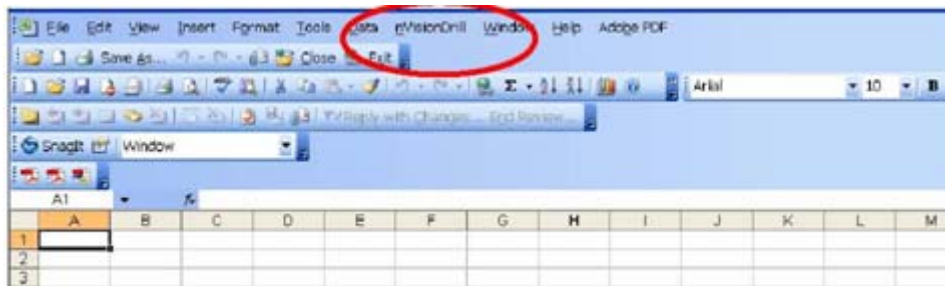 File Edit View Insert Format Tools Data nVisionDrill Window Help Adobe PDF
Save As... Close Exit
Arial 10 B
Reply with Changes... End Review...
SnagIt Window
A1 fx
A B C D E F G H I J K L M
1
2
3